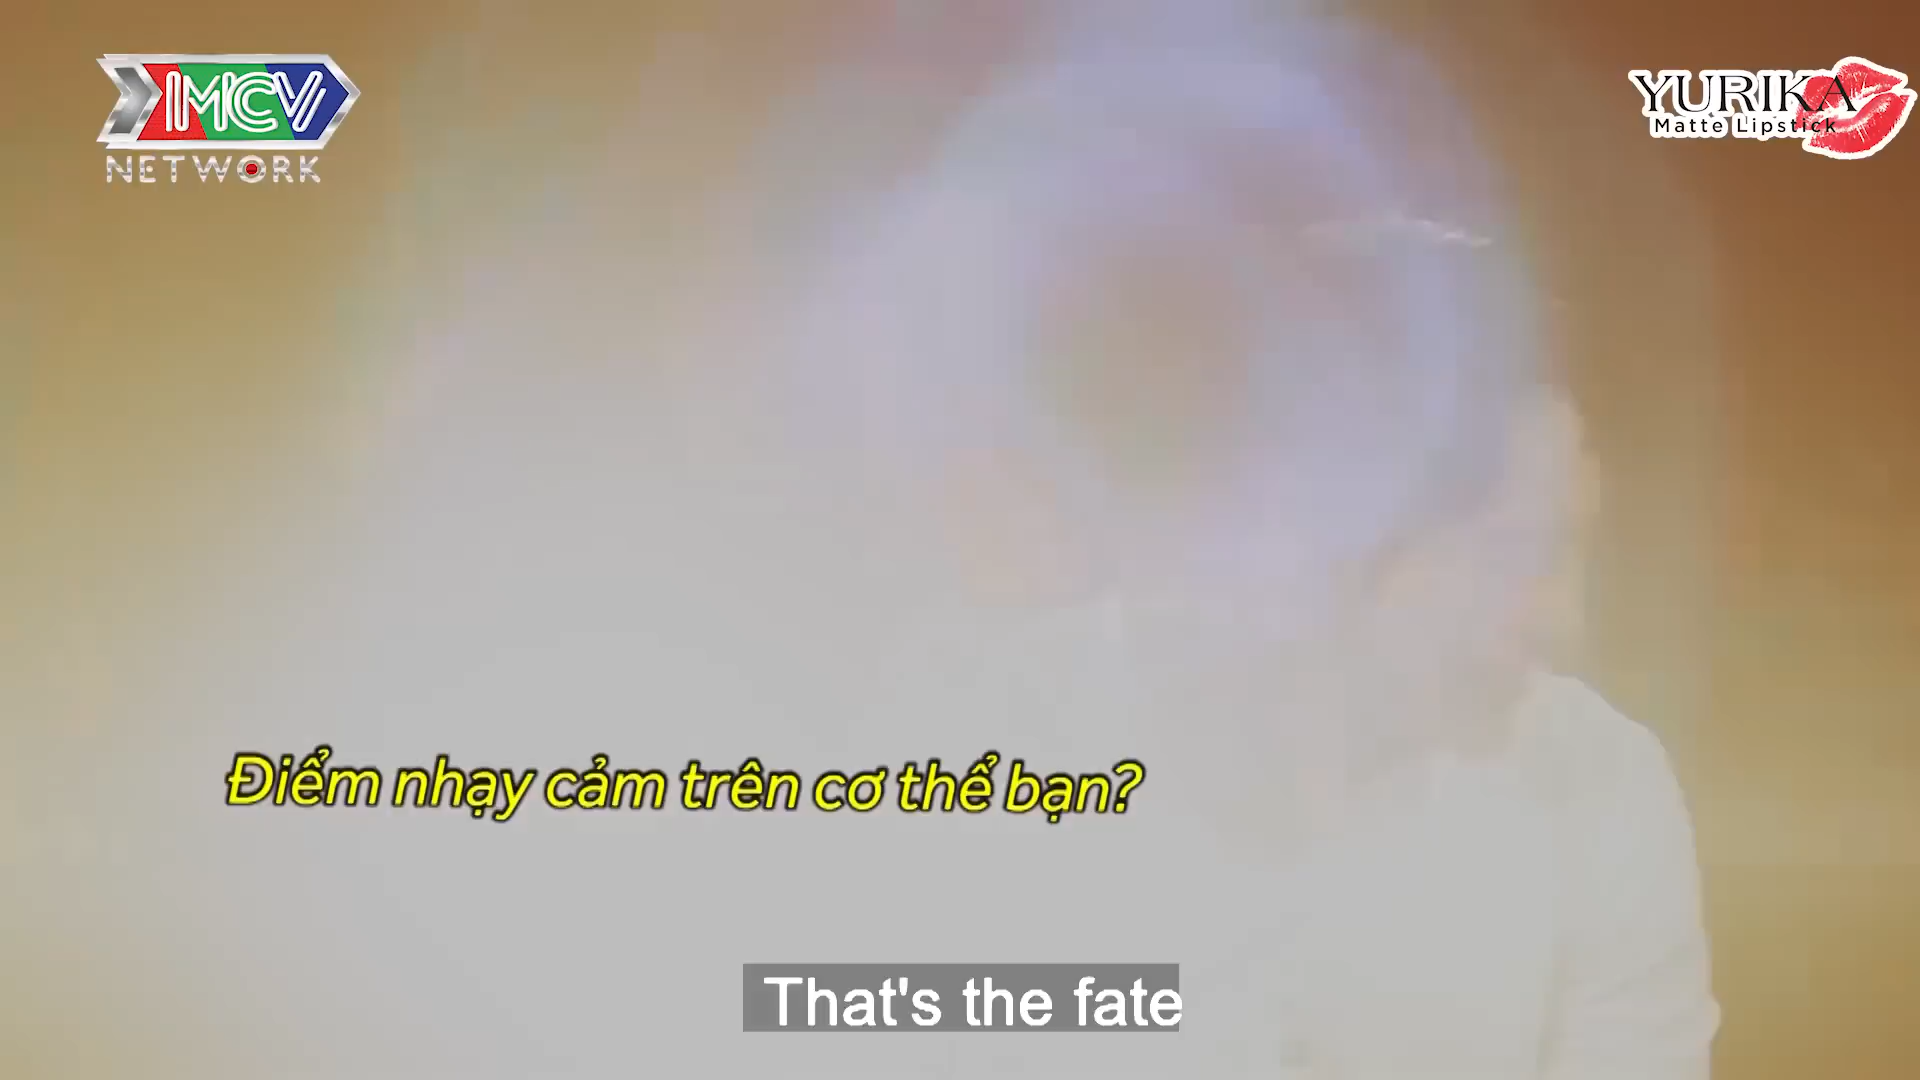 MCV
NETWORK
YURIKA
Matte Lipstick
Điểm nhạy cảm trên cơ thể bạn?
That's the fate